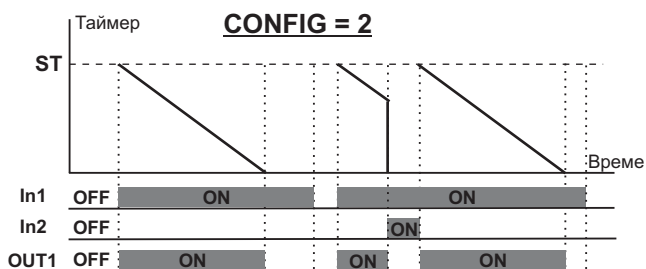 Таймер
CONFIG = 2
ST
Време
In1 OFF ON ON
In2 OFF ON
OUT1 OFF ON ON ON